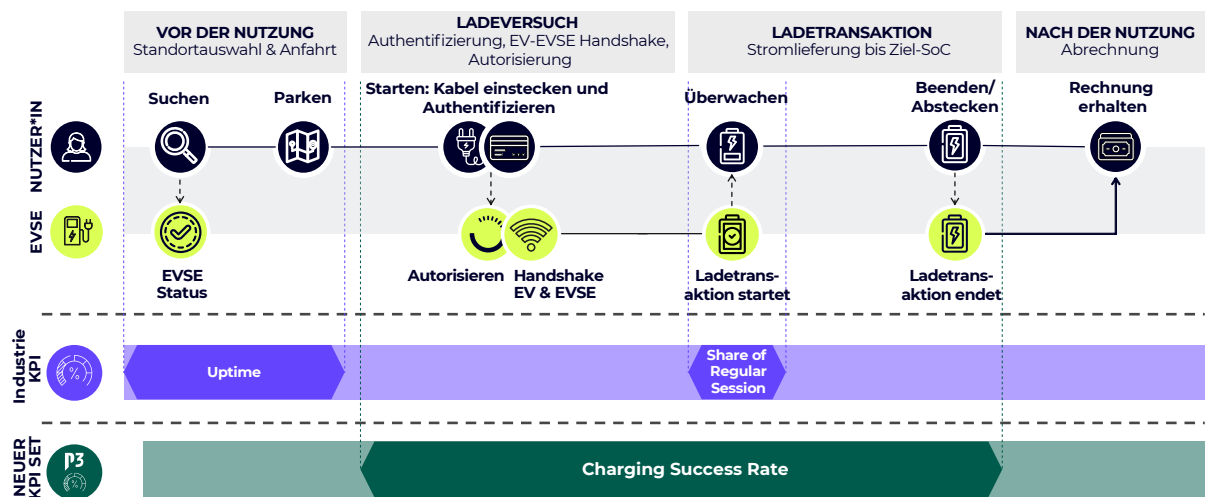 VOR DER NUTZUNG
Standortauswahl & Anfahrt
LADEVERSUCH
Authentifizierung, EV-EVSE Handshake,
Autorisierung
LADETRANSAKTION
Stromlieferung bis Ziel-SoC
NACH DER NUTZUNG
Abrechnung
NUTZER*IN
Suchen
Parken
Starten: Kabel einstecken und
Authentifizieren
Überwachen
Beenden/
Abstecken
Rechnung
erhalten
EVSE
EVSE
Status
Autorisieren
Handshake
EV & EVSE
Ladetrans-
aktion startet
Ladetrans-
aktion endet
Industrie
KPI
%
Uptime
Share of
Regular
Session
NEUER
KPI SET
P3
%
Charging Success Rate